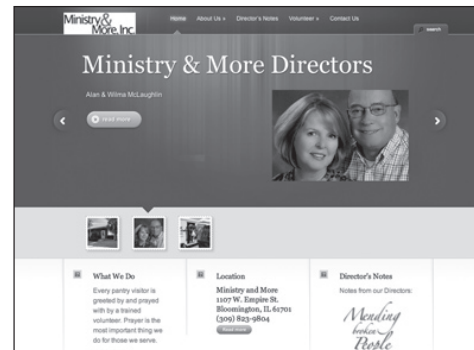 Ministry &
More, Inc.
Home About Us » Director's Notes Volunteer » Contact Us
search
Ministry & More Directors
Alan & Wilma McLaughlin
read more
What We Do
Every pantry visitor is
greeted by and prayed
with by a trained
volunteer. Prayer is the
most important thing we
do for those we serve.
Location
Ministry and More
1107 W. Empire St.
Bloomington, IL 61701
(309) 823-9804
Read more
Director's Notes
Notes from our Directors:
Mending
broken
People